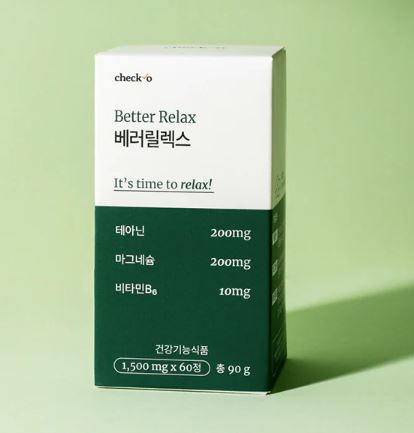 check✓o
Better Relax
베러릴렉스
It's time to relax!
테아닌 200mg
마그네슘 200mg
비타민B₆ 10mg
건강기능식품
1,500 mg x 60정 총 90 g